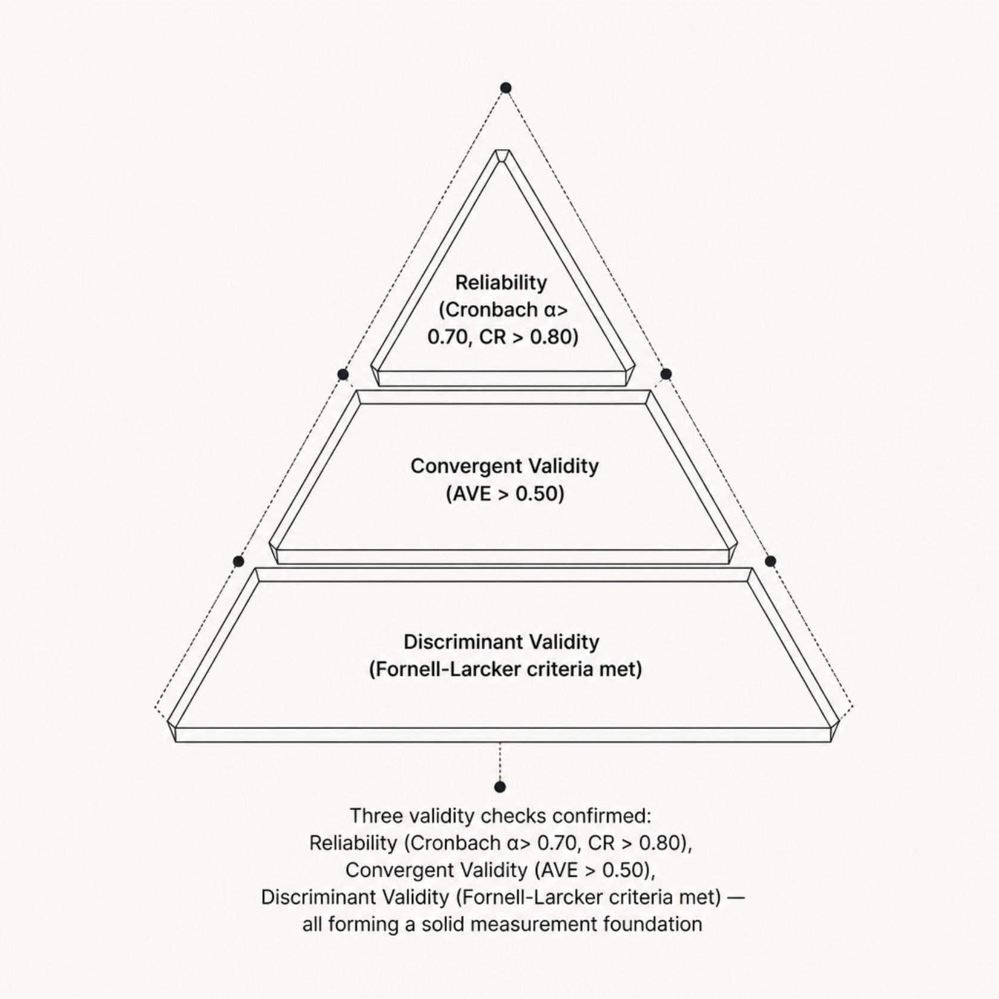 Reliability
(Cronbach α>
0.70, CR > 0.80)
Convergent Validity
(AVE > 0.50)
Discriminant Validity
(Fornell-Larcker criteria met)
Three validity checks confirmed:
Reliability (Cronbach α> 0.70, CR > 0.80),
Convergent Validity (AVE > 0.50),
Discriminant Validity (Fornell-Larcker criteria met) —
all forming a solid measurement foundation